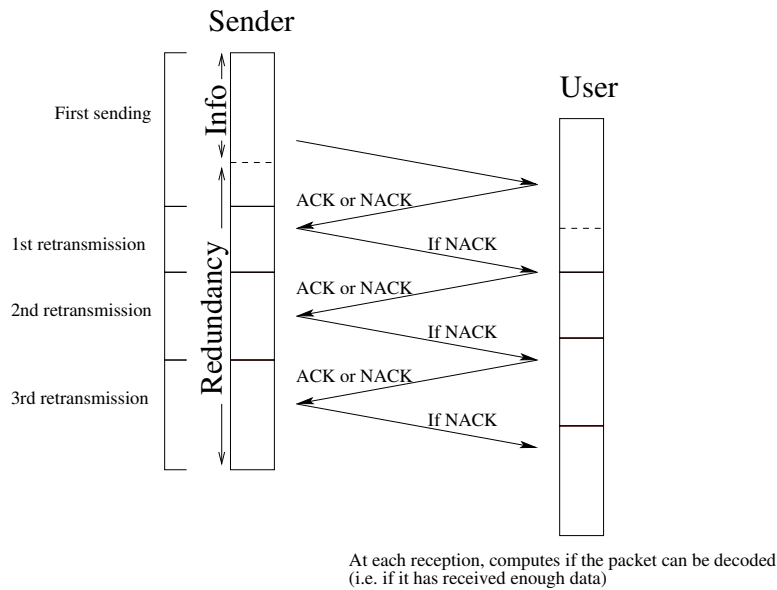 Sender
User
First sending
Info
ACK or NACK
1st retransmission
If NACK
Redundancy
ACK or NACK
2nd retransmission
If NACK
ACK or NACK
3rd retransmission
If NACK
At each reception, computes if the packet can be decoded
(i.e. if it has received enough data)